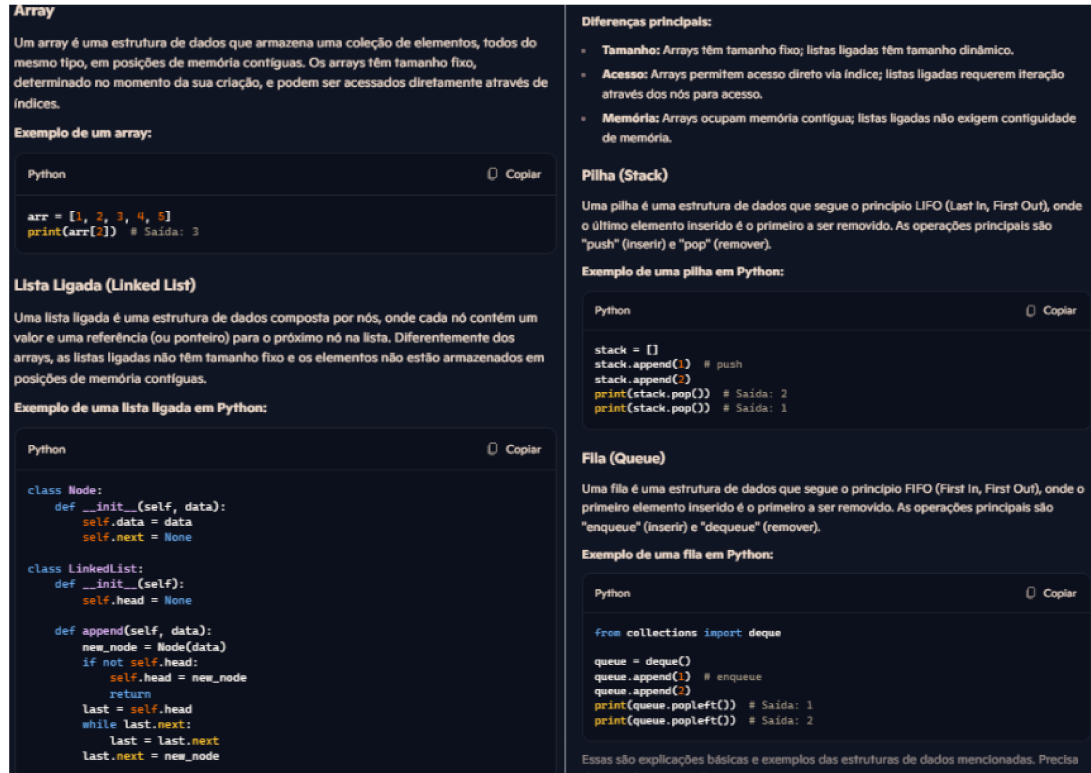 Array
Um array é uma estrutura de dados que armazena uma coleção de elementos, todos do
mesmo tipo, em posições de memória contíguas. Os arrays têm tamanho fixo,
determinado no momento da sua criação, e podem ser acessados diretamente através de
índices.
Exemplo de um array:
Python
Copiar
arr = [1, 2, 3, 4, 5]
print(arr[2])  # Saída: 3
Lista Ligada (Linked List)
Uma lista ligada é uma estrutura de dados composta por nós, onde cada nó contém um
valor e uma referência (ou ponteiro) para o próximo nó na lista. Diferentemente dos
arrays, as listas ligadas não têm tamanho fixo e os elementos não estão armazenados em
posições de memória contíguas.
Exemplo de uma lista ligada em Python:
Python
Copiar
class Node:
    def __init__(self, data):
        self.data = data
        self.next = None
class LinkedList:
    def __init__(self):
        self.head = None
    def append(self, data):
        new_node = Node(data)
        if not self.head:
            self.head = new_node
            return
        last = self.head
        while last.next:
            last = last.next
        last.next = new_node
Diferenças principais:
▪ Tamanho: Arrays têm tamanho fixo; listas ligadas têm tamanho dinâmico.
▪ Acesso: Arrays permitem acesso direto via índice; listas ligadas requerem iteração
através dos nós para acesso.
▪ Memória: Arrays ocupam memória contígua; listas ligadas não exigem contiguidade
de memória.
Pilha (Stack)
Uma pilha é uma estrutura de dados que segue o princípio LIFO (Last In, First Out), onde
o último elemento inserido é o primeiro a ser removido. As operações principais são
"push" (inserir) e "pop" (remover).
Exemplo de uma pilha em Python:
Python
Copiar
stack = []
stack.append(1)  # push
stack.append(2)
print(stack.pop())  # Saída: 2
print(stack.pop())  # Saída: 1
Fila (Queue)
Uma fila é uma estrutura de dados que segue o princípio FIFO (First In, First Out), onde o
primeiro elemento inserido é o primeiro a ser removido. As operações principais são
"enqueue" (inserir) e "dequeue" (remover).
Exemplo de uma fila em Python:
Python
Copiar
from collections import deque
queue = deque()
queue.append(1)  # enqueue
queue.append(2)
print(queue.popleft())  # Saída: 1
print(queue.popleft())  # Saída: 2
Essas são explicações básicas e exemplos das estruturas de dados mencionadas. Precisa